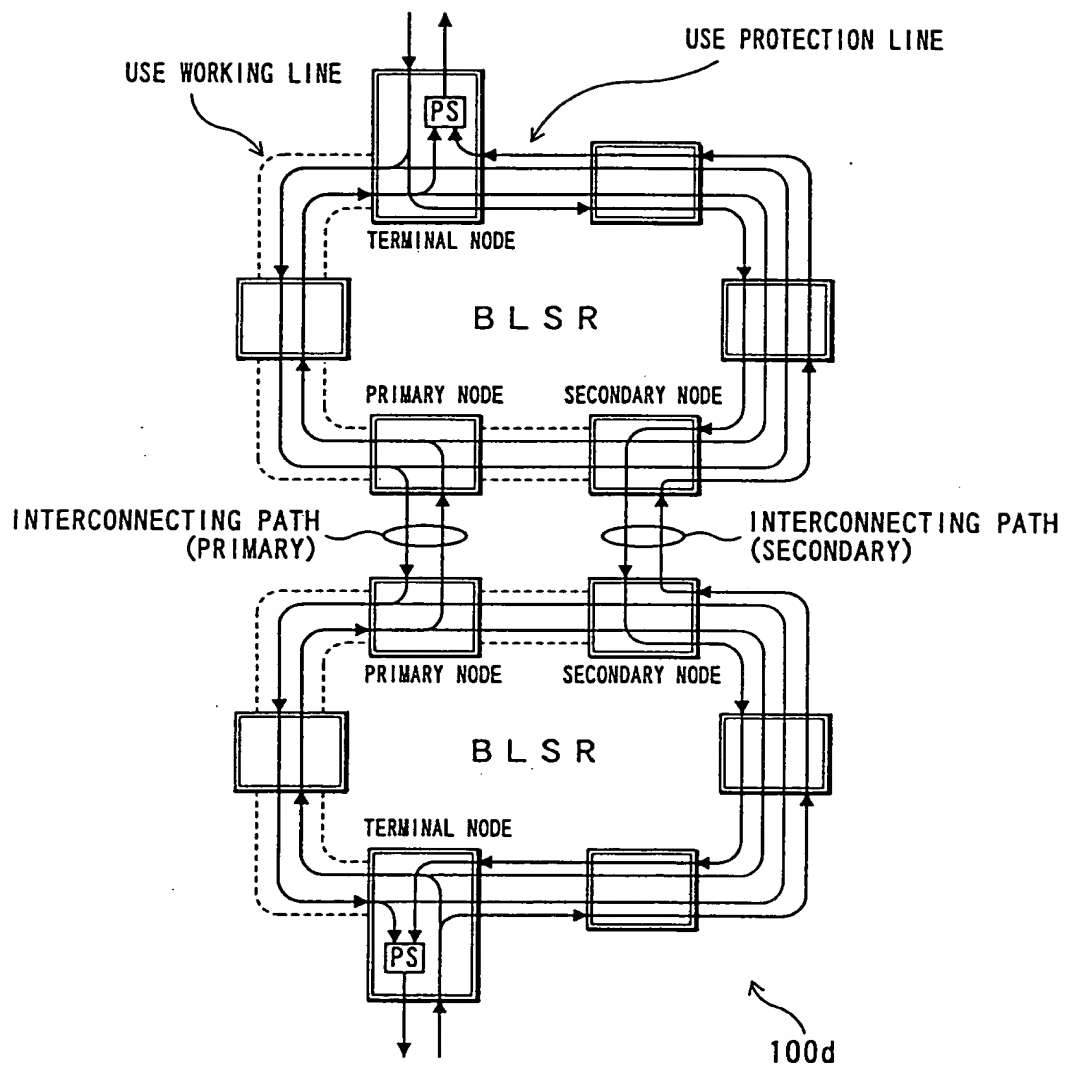 USE PROTECTION LINE
USE WORKING LINE
PS
TERMINAL NODE
BLSR
PRIMARY NODE
SECONDARY NODE
INTERCONNECTING PATH
(PRIMARY)
INTERCONNECTING PATH
(SECONDARY)
PRIMARY NODE
SECONDARY NODE
BLSR
TERMINAL NODE
PS
100d